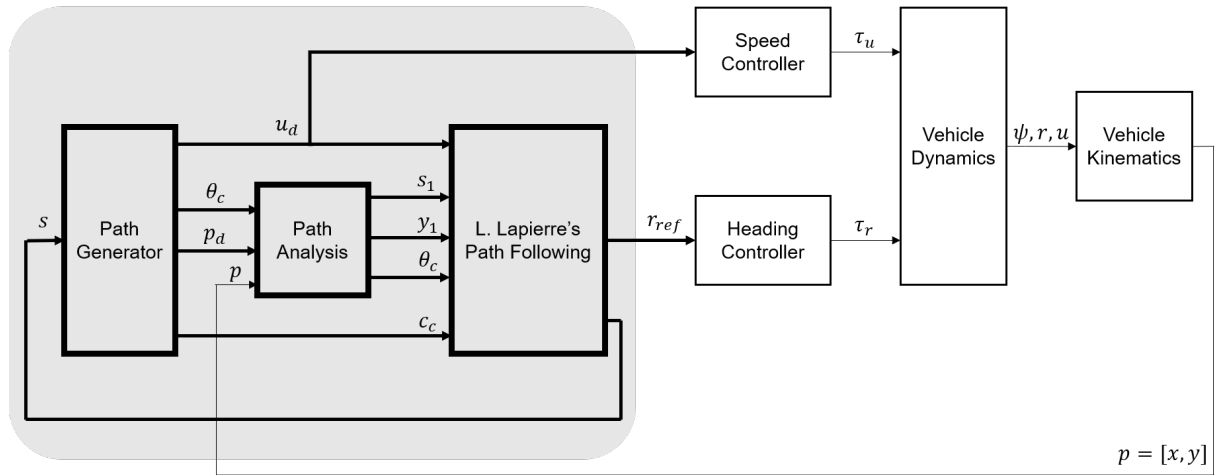 Speed
Controller
τ_u
u_d
Vehicle
Dynamics
ψ, r, u
Vehicle
Kinematics
s
Path
Generator
θ_c
p_d
p
Path
Analysis
s_1
y_1
θ_c
c_c
L. Lapierre's
Path Following
r_ref
Heading
Controller
τ_r
p = [x, y]